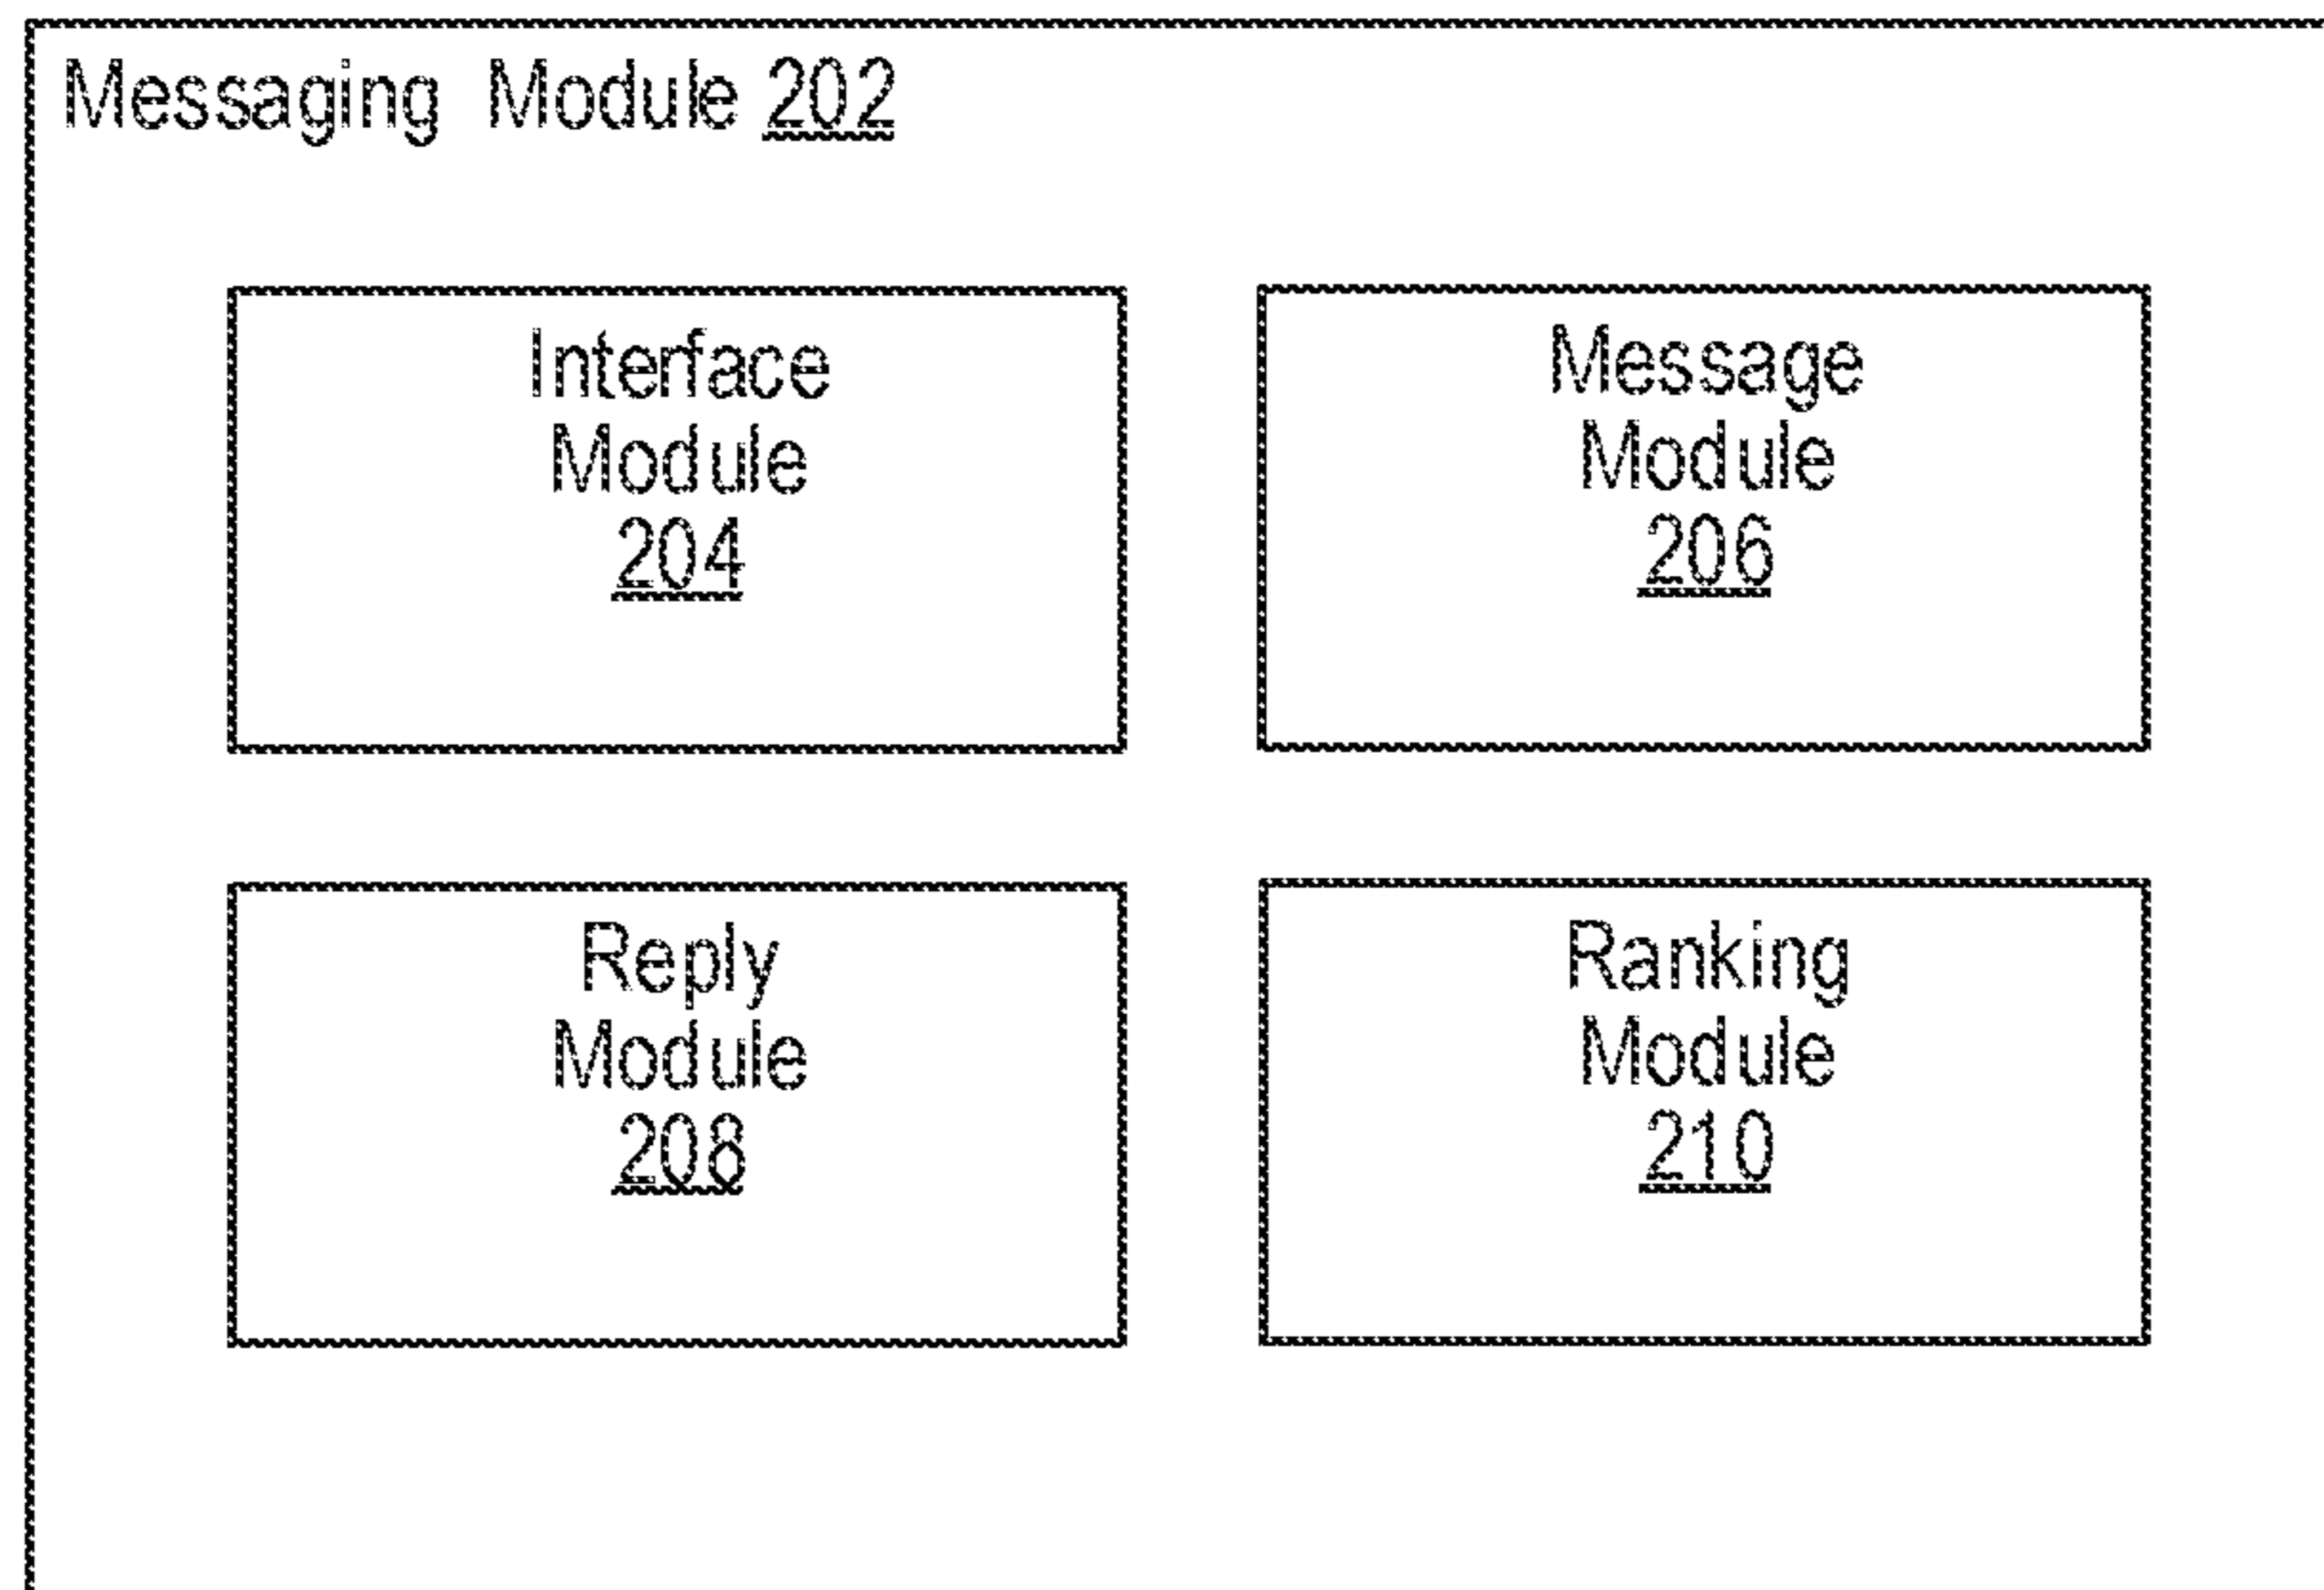 Messaging Module 202
Interface
Module
204
Message
Module
206
Reply
Module
208
Ranking
Module
210